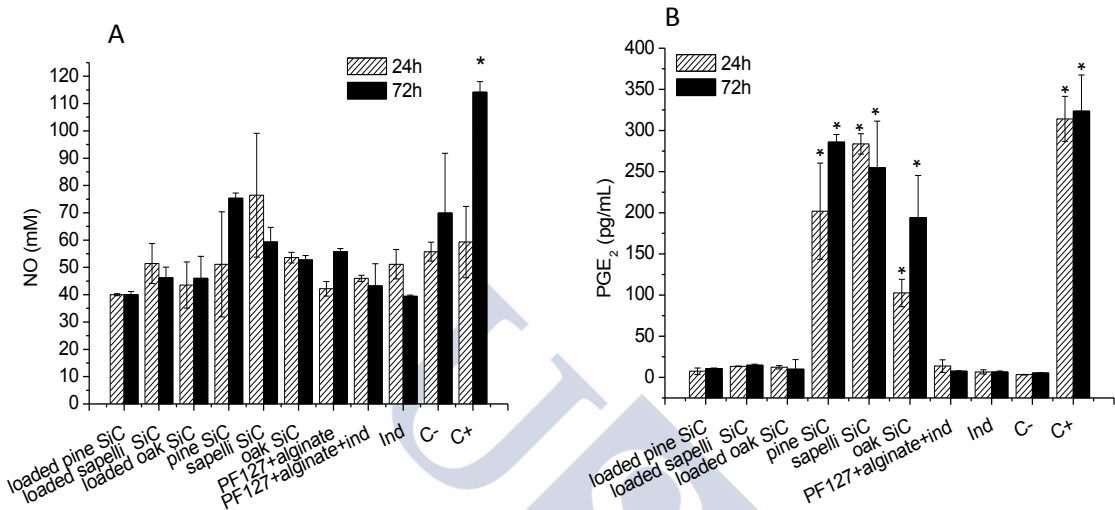 A
24h
72h
*
120
110
100
90
80
70
60
50
40
30
20
10
0
NO (mM)
loaded pine SiC
loaded sapelli SiC
loaded oak SiC
pine SiC
sapelli SiC
oak SiC
PF127+alginate
PF127+alginate+ind
Ind
C-
C+
B
24h
72h
* * * * * * * *
400
350
300
250
200
150
100
50
0
PGE2 (pg/mL)
loaded pine SiC
loaded sapelli SiC
loaded oak SiC
pine SiC
sapelli SiC
oak SiC
PF127+alginate+ind
Ind
C-
C+